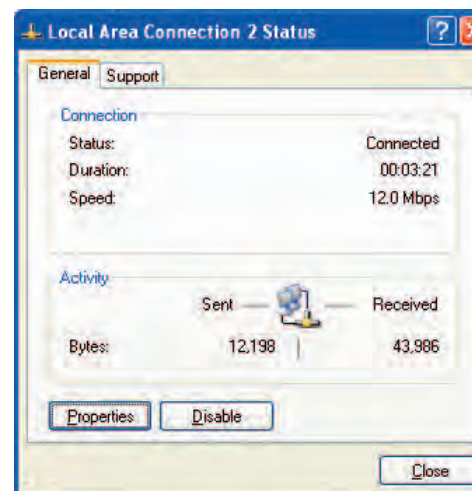 Local Area Connection 2 Status
General Support
Connection
Status: Connected
Duration: 00:03:21
Speed: 12.0 Mbps
Activity
Sent Received
Bytes: 12,198 43,986
Properties Disable
Close